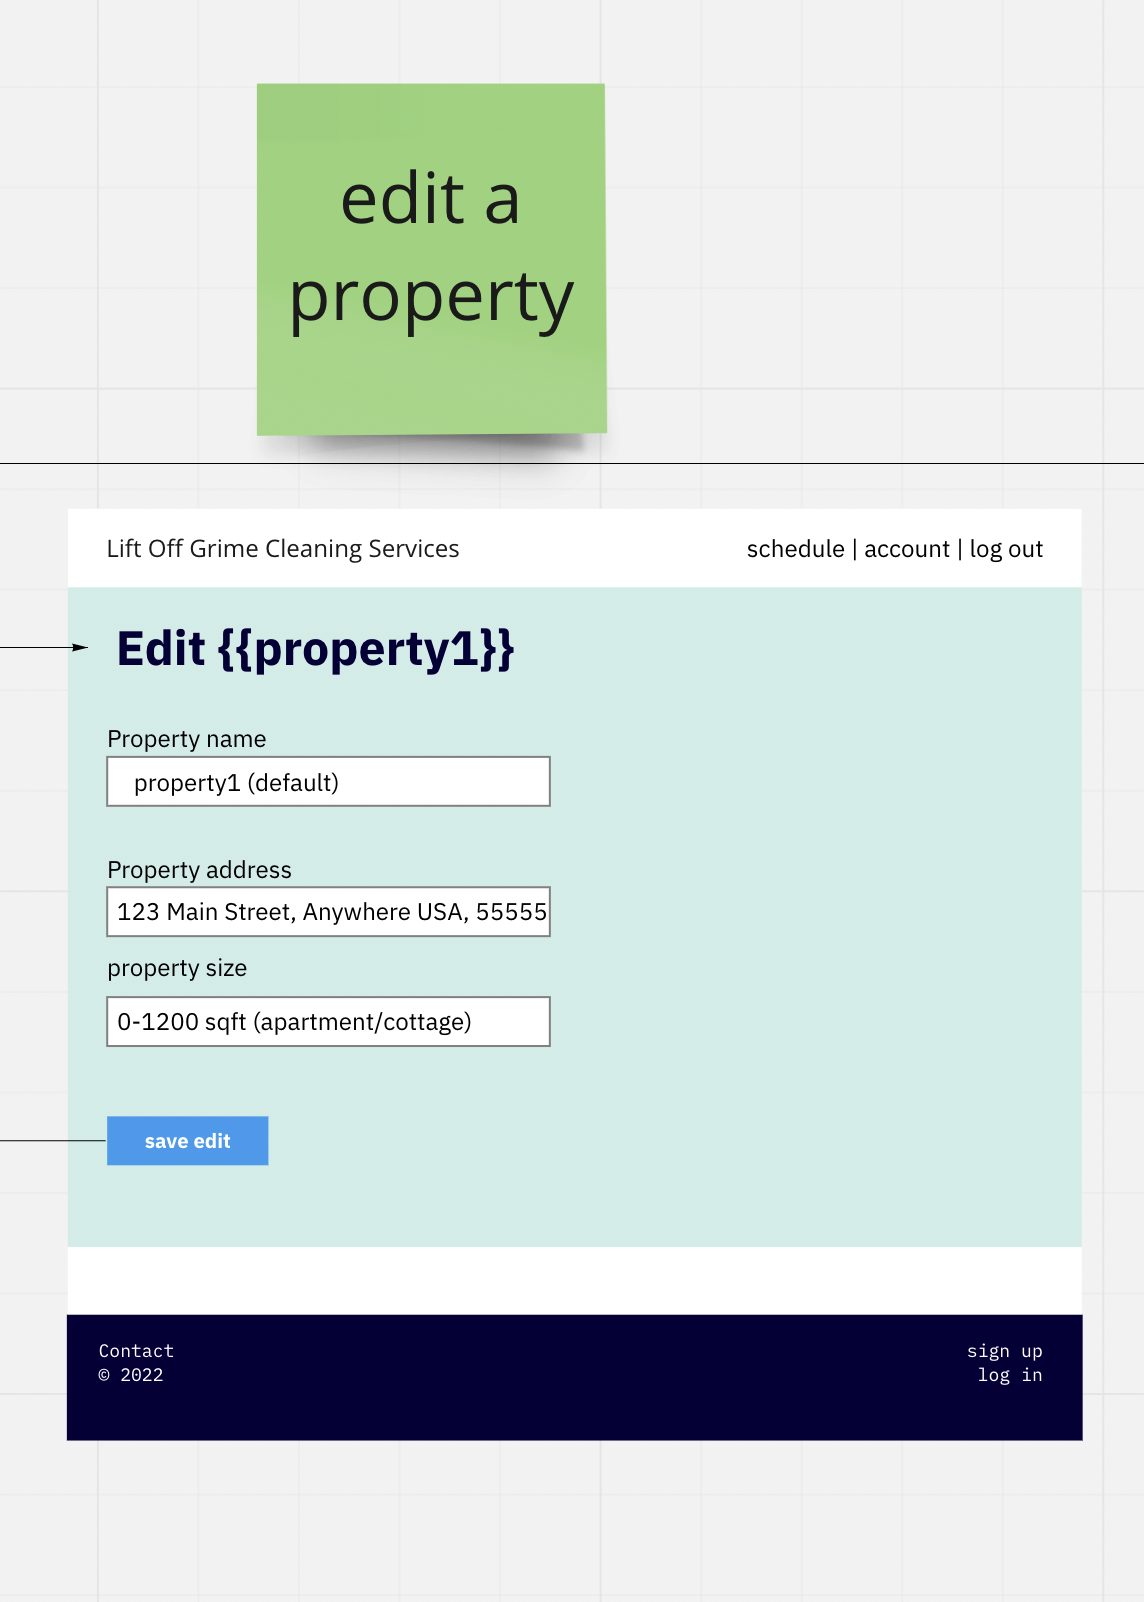 edit a
property
Lift Off Grime Cleaning Services
schedule | account | log out
Edit {{property1}}
Property name
property1 (default)
Property address
123 Main Street, Anywhere USA, 55555
property size
0-1200 sqft (apartment/cottage)
save edit
Contact
© 2022
sign up
log in